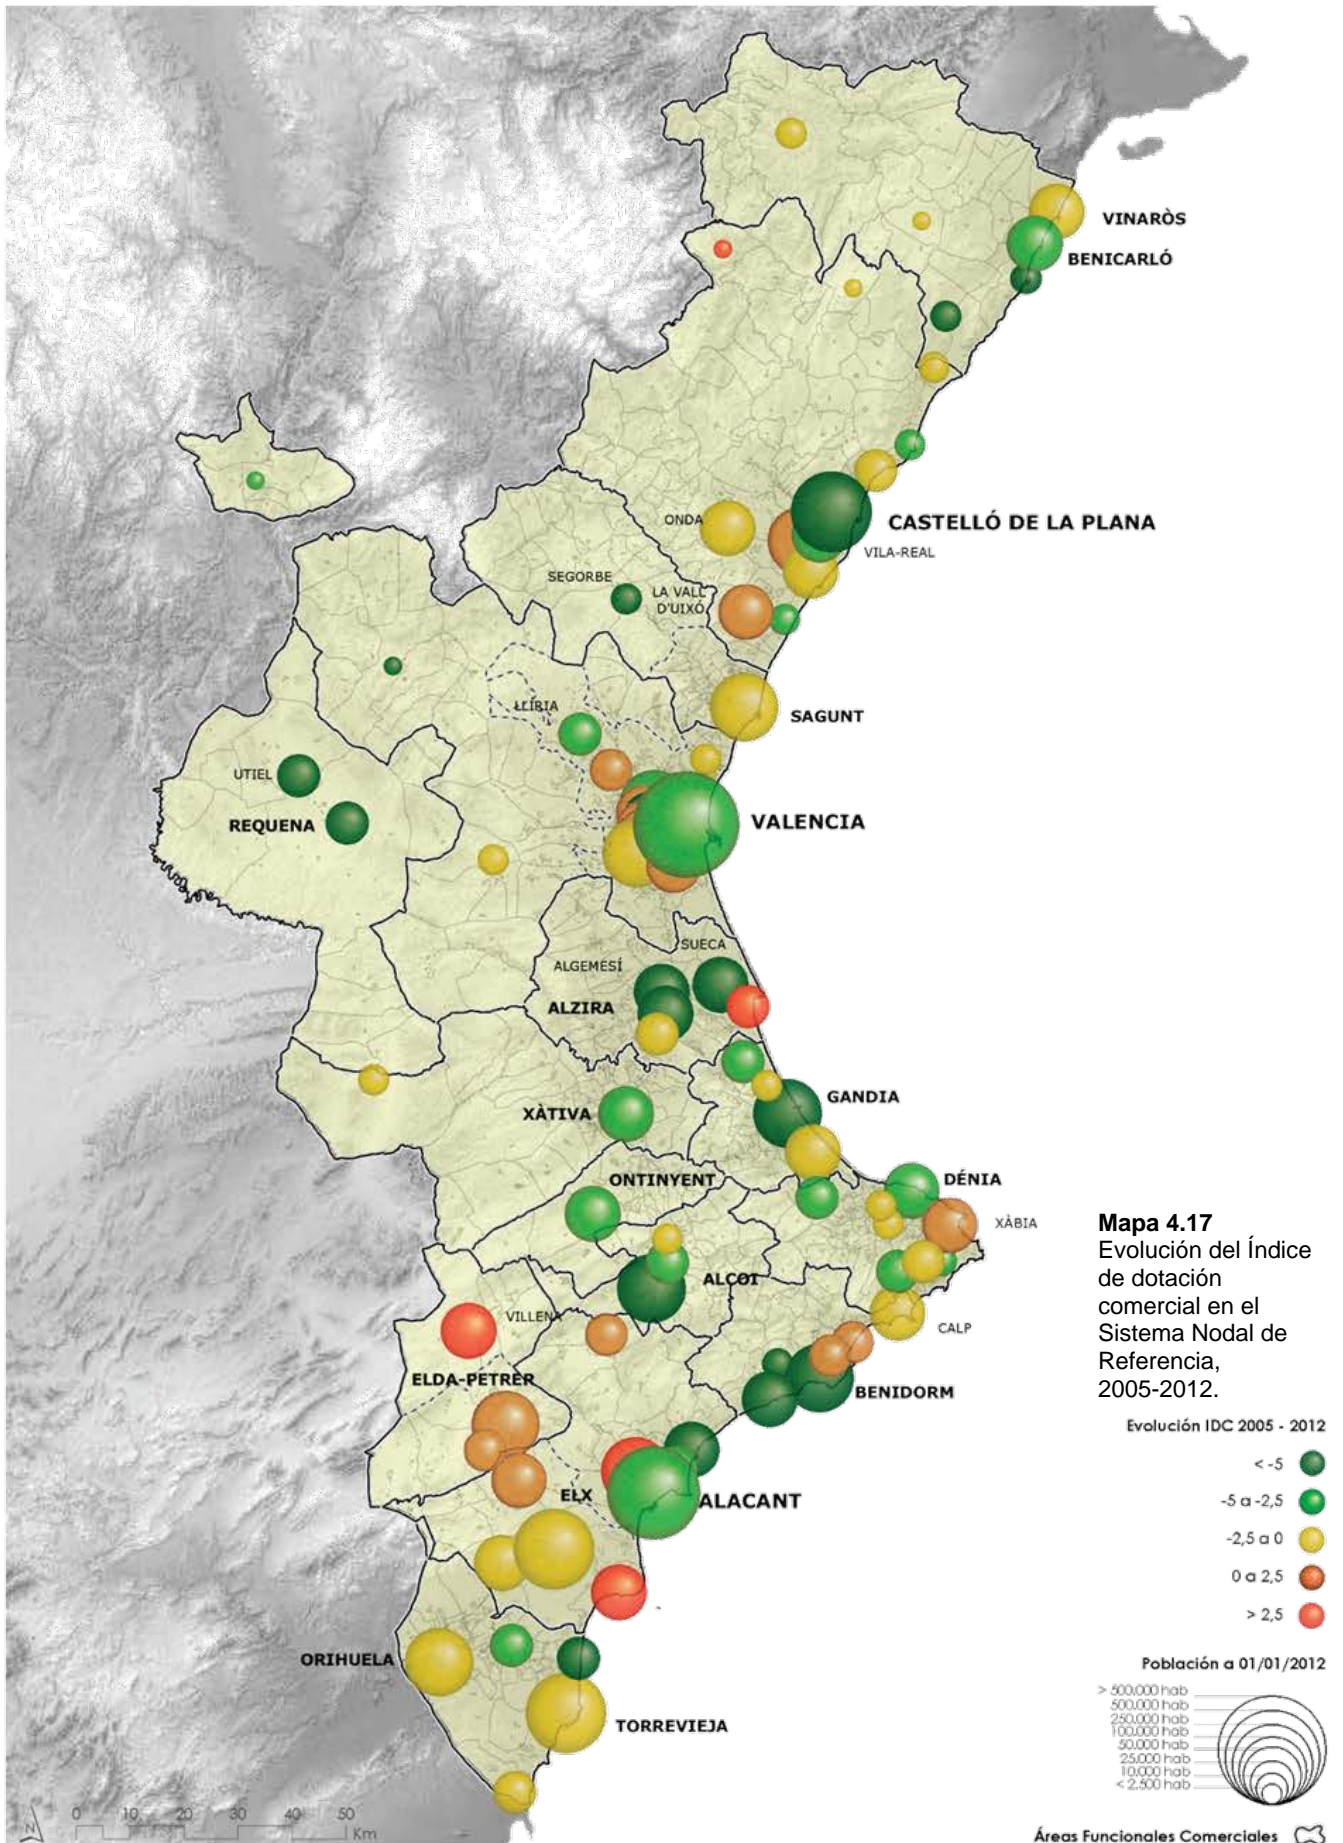 VINARÒS
BENICARLÓ
CASTELLÓ DE LA PLANA
ONDA
VILA-REAL
SEGORBE
LA VALL
D'UIXÓ
LLÍRIA
SAGUNT
UTIEL
REQUENA
VALENCIA
SUECA
ALGEMESÍ
ALZIRA
GANDIA
XÀTIVA
ONTINYENT
DÉNIA
XÀBIA
ALCOI
VILLENA
CALP
ELDA-PETRER
BENIDORM
ELX
ALACANT
ORIHUELA
TORREVIEJA
Mapa 4.17
Evolución del Índice
de dotación
comercial en el
Sistema Nodal de
Referencia,
2005-2012.
Evolución IDC 2005 - 2012
< -5
-5 a -2,5
-2,5 a 0
0 a 2,5
> 2,5
Población a 01/01/2012
> 500.000 hab
500.000 hab
250.000 hab
100.000 hab
50.000 hab
25.000 hab
10.000 hab
< 2.500 hab
Áreas Funcionales Comerciales
N
0 10 20 30 40 50
Km